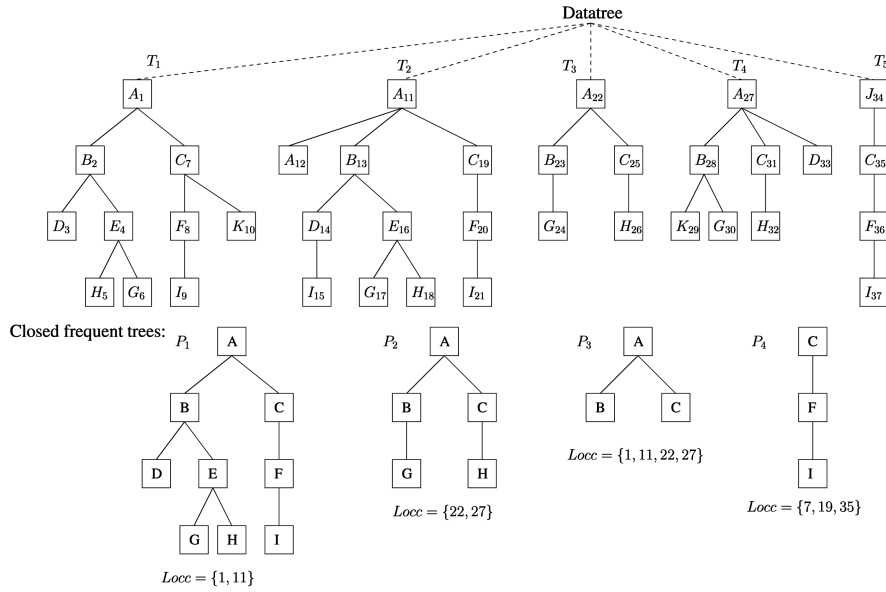 Datatree
T₁ T₂ T₃ T₄ T₅
A₁ A₁₁ A₂₂ A₂₇ J₃₄
B₂ C₇ A₁₂ B₁₃ C₁₉ B₂₃ C₂₅ B₂₈ C₃₁ D₃₃ C₃₅
D₃ E₄ F₈ K₁₀ D₁₄ E₁₆ F₂₀ G₂₄ H₂₆ K₂₉ G₃₀ H₃₂ F₃₆
H₅ G₆ I₉ I₁₅ G₁₇ H₁₈ I₂₁ I₃₇
Closed frequent trees: P₁ A P₂ A P₃ A P₄ C
B C B C B C F
D E F G H I
Locc = {1, 11, 22, 27}
Locc = {22, 27} Locc = {7, 19, 35}
G H I
Locc = {1, 11}